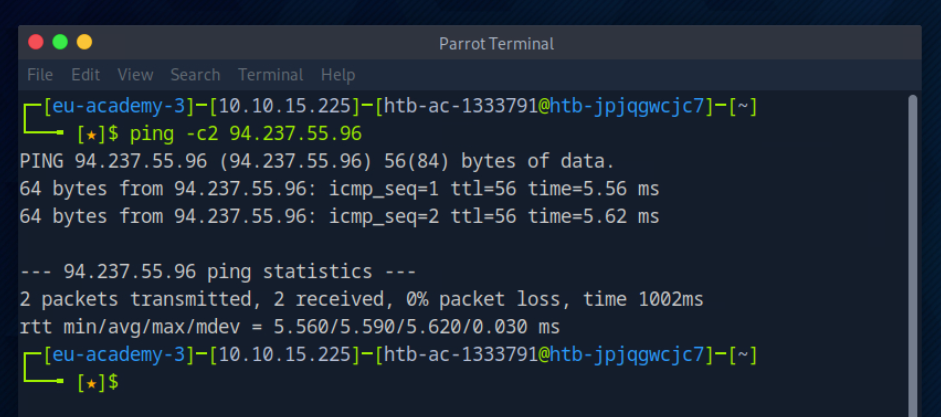 Parrot Terminal
File Edit View Search Terminal Help
┌─[eu-academy-3]─[10.10.15.225]─[htb-ac-1333791@htb-jpjqgwcjc7]─[~]
└──╼ [★]$ ping -c2 94.237.55.96
PING 94.237.55.96 (94.237.55.96) 56(84) bytes of data.
64 bytes from 94.237.55.96: icmp_seq=1 ttl=56 time=5.56 ms
64 bytes from 94.237.55.96: icmp_seq=2 ttl=56 time=5.62 ms
--- 94.237.55.96 ping statistics ---
2 packets transmitted, 2 received, 0% packet loss, time 1002ms
rtt min/avg/max/mdev = 5.560/5.590/5.620/0.030 ms
┌─[eu-academy-3]─[10.10.15.225]─[htb-ac-1333791@htb-jpjqgwcjc7]─[~]
└──╼ [★]$